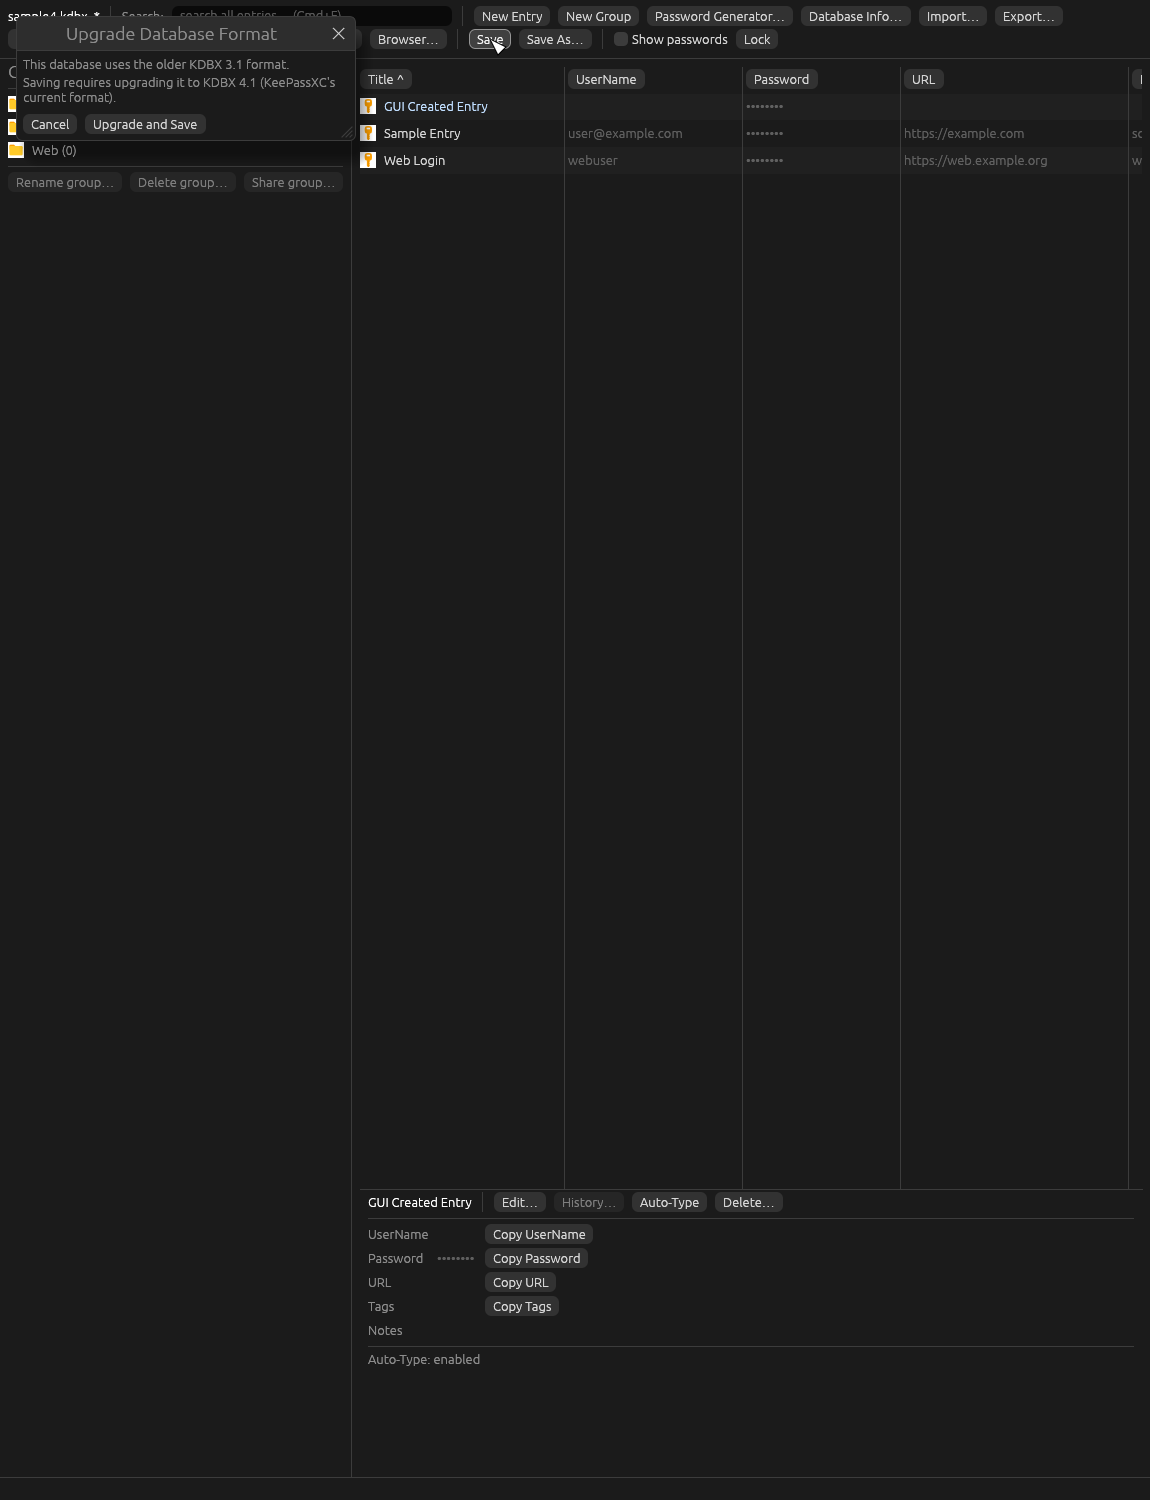 New Entry New Group Password Generator... Database Info... Import... Export...
Upgrade Database Format
Browser... Save Save As... Show passwords Lock
This database uses the older KDBX 3.1 format.
Saving requires upgrading it to KDBX 4.1 (KeePassXC's
current format).
Cancel Upgrade and Save
Web (0)
Rename group... Delete group... Share group...
Title ^ UserName Password URL
GUI Created Entry ••••••••
Sample Entry user@example.com •••••••• https://example.com
Web Login webuser •••••••• https://web.example.org
GUI Created Entry Edit... History... Auto-Type Delete...
UserName Copy UserName
Password •••••••• Copy Password
URL Copy URL
Tags Copy Tags
Notes
Auto-Type: enabled